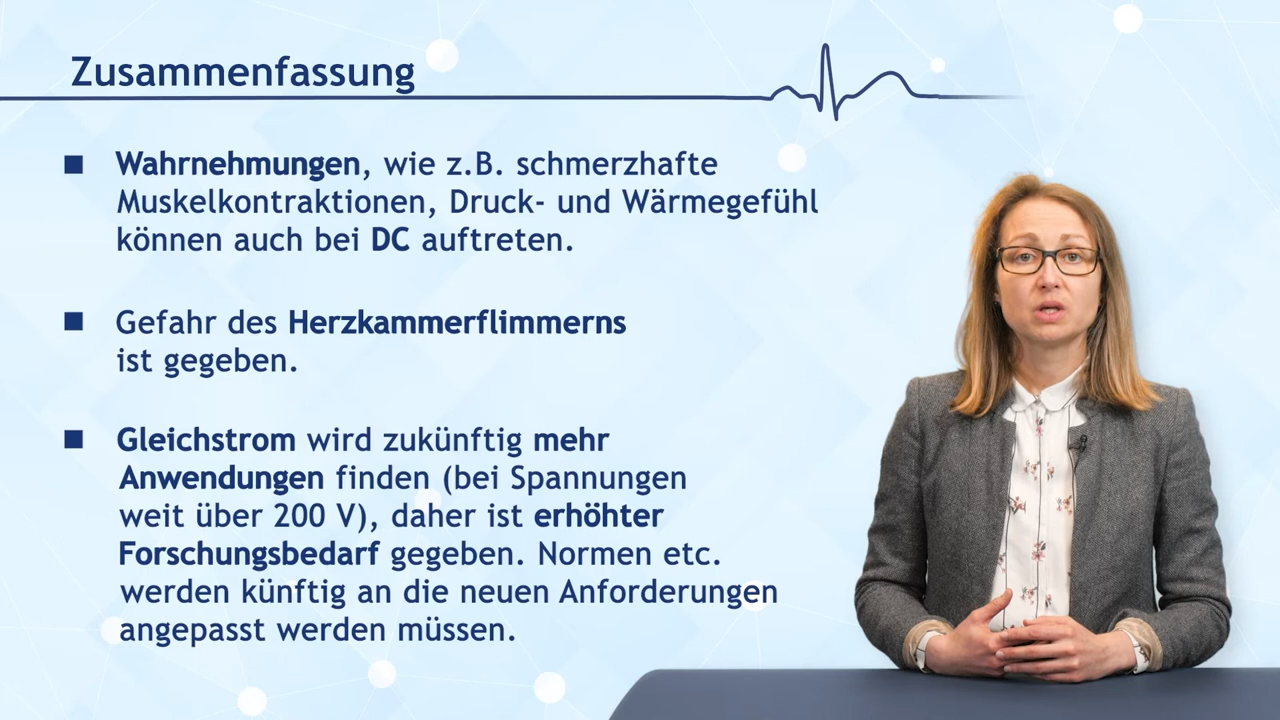 Zusammenfassung
Wahrnehmungen, wie z.B. schmerzhafte
Muskelkontraktionen, Druck- und Wärmegefühl
können auch bei DC auftreten.
Gefahr des Herzkammerflimmerns
ist gegeben.
Gleichstrom wird zukünftig mehr
Anwendungen finden (bei Spannungen
weit über 200 V), daher ist erhöhter
Forschungsbedarf gegeben. Normen etc.
werden künftig an die neuen Anforderungen
angepasst werden müssen.